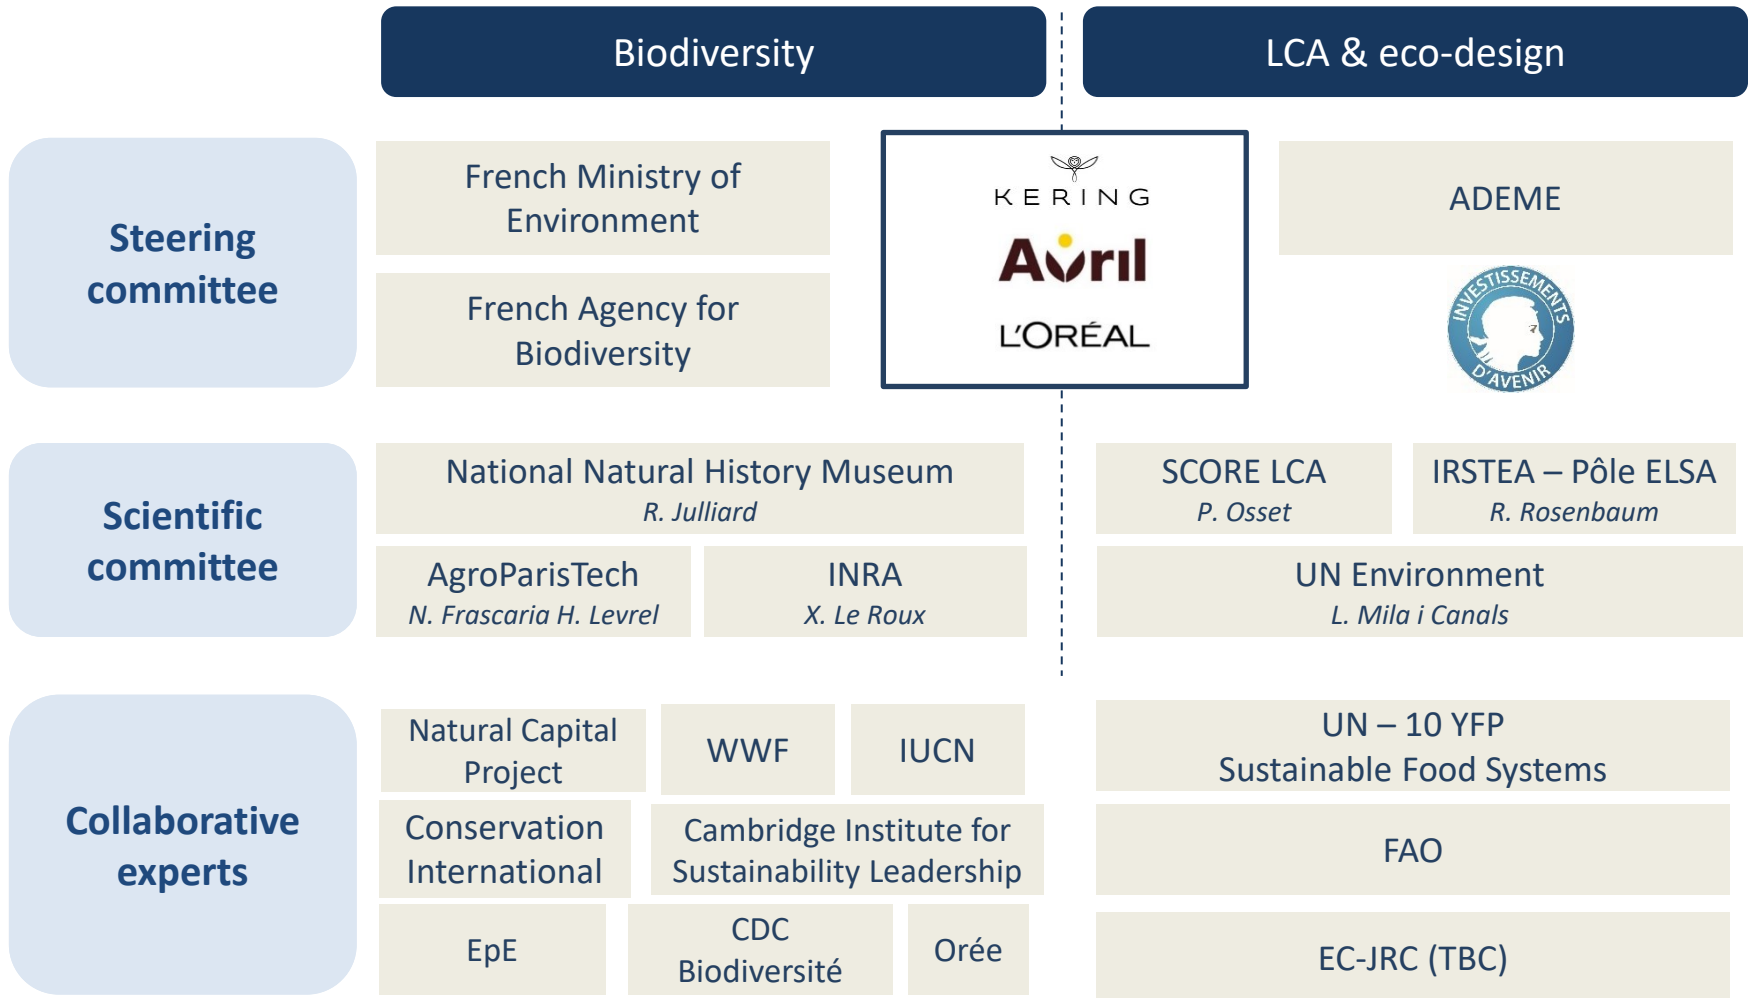 Biodiversity
LCA & eco-design
Steering
committee
French Ministry of
Environment
French Agency for
Biodiversity
KERING
Avril
L'ORÉAL
ADEME
INVESTISSEMENTS
D'AVENIR
Scientific
committee
National Natural History Museum
R. Julliard
AgroParisTech
N. Frascaria H. Levrel
INRA
X. Le Roux
SCORE LCA
P. Osset
IRSTEA – Pôle ELSA
R. Rosenbaum
UN Environment
L. Mila i Canals
Collaborative
experts
Natural Capital
Project
WWF
IUCN
Conservation
International
Cambridge Institute for
Sustainability Leadership
EpE
CDC
Biodiversité
Orée
UN – 10 YFP
Sustainable Food Systems
FAO
EC-JRC (TBC)